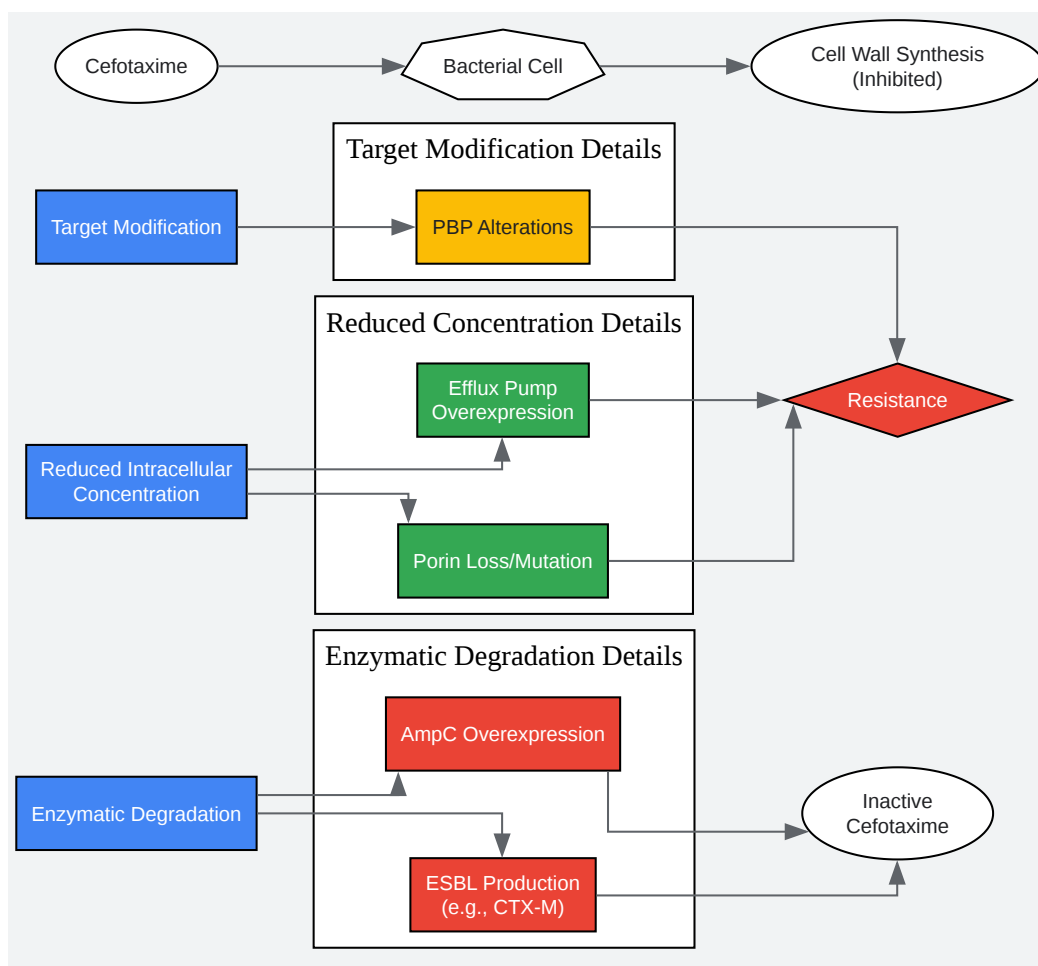 Cefotaxime
Bacterial Cell
Cell Wall Synthesis
(Inhibited)
Target Modification Details
Target Modification
PBP Alterations
Reduced Concentration Details
Efflux Pump
Overexpression
Resistance
Reduced Intracellular
Concentration
Porin Loss/Mutation
Enzymatic Degradation Details
AmpC Overexpression
Enzymatic Degradation
Inactive
Cefotaxime
ESBL Production
(e.g., CTX-M)